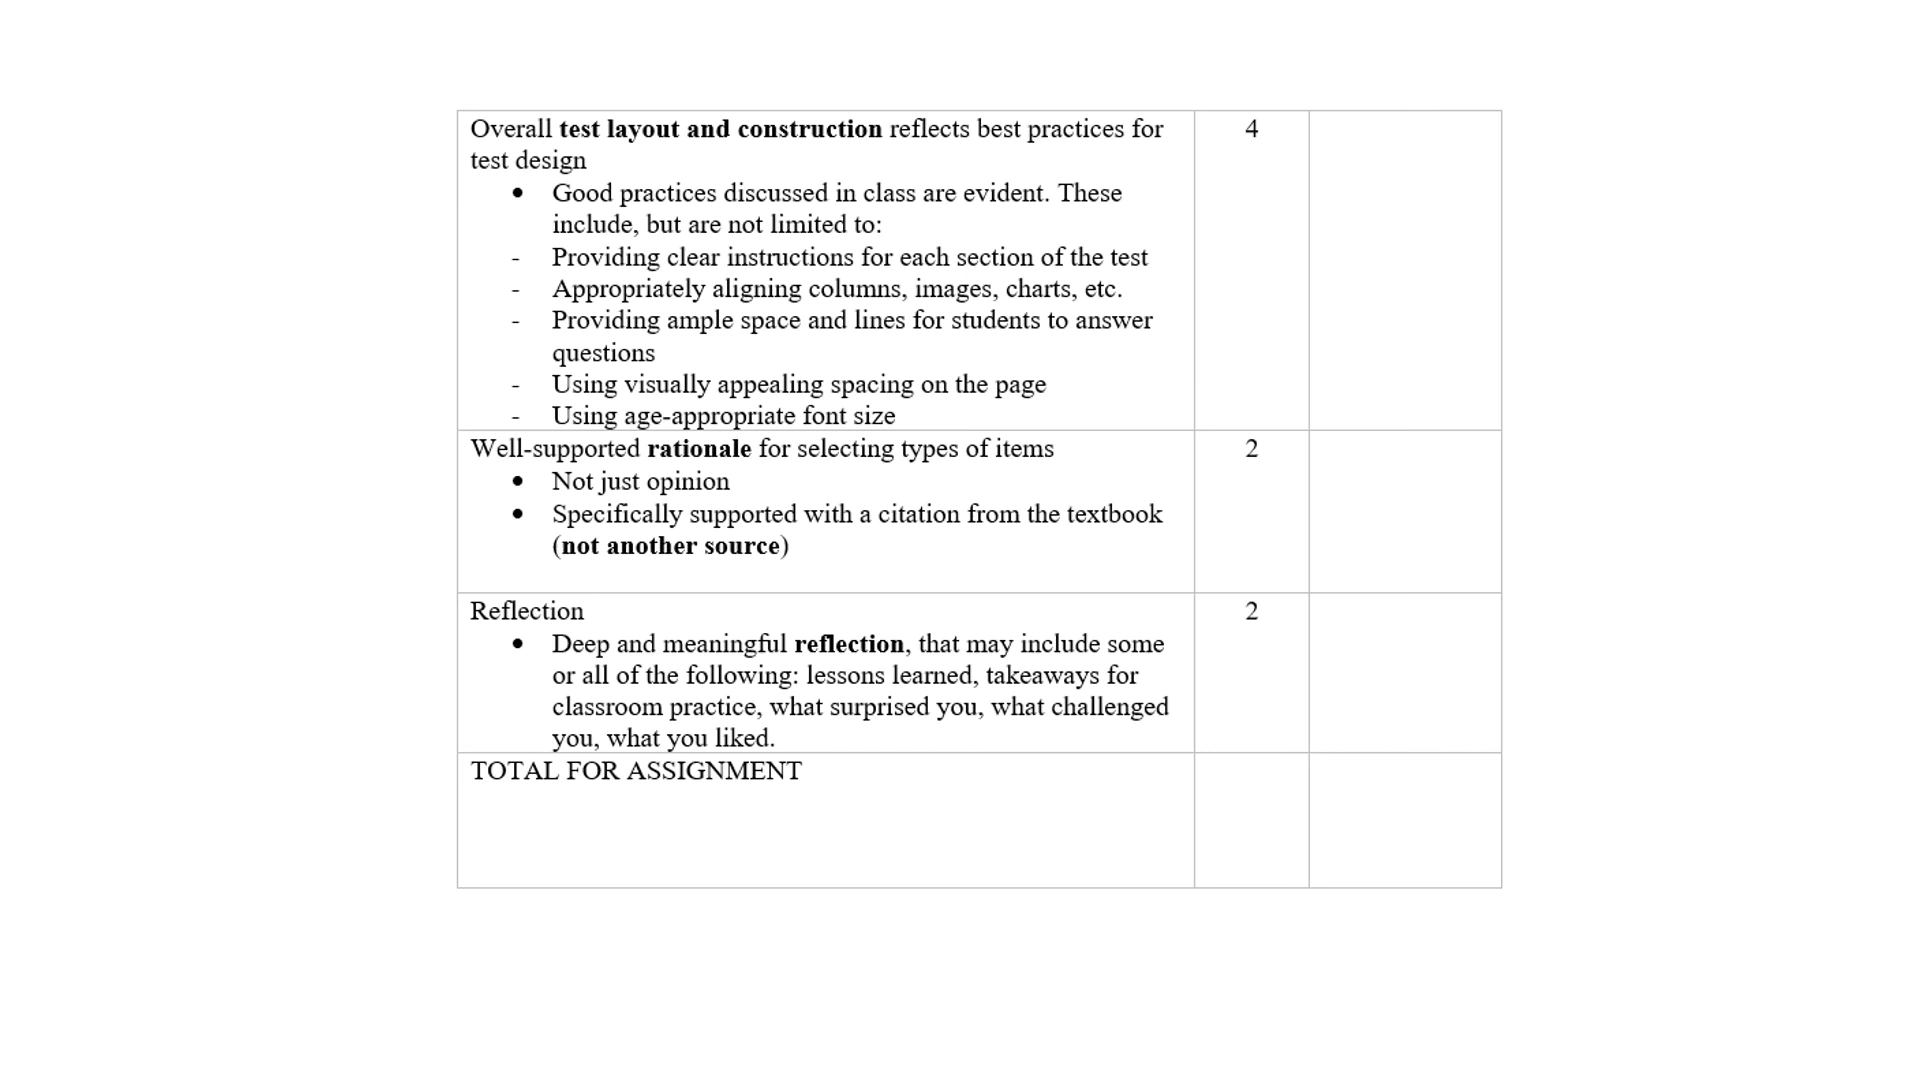 Overall test layout and construction reflects best practices for 4
test design
• Good practices discussed in class are evident. These
include, but are not limited to:
- Providing clear instructions for each section of the test
- Appropriately aligning columns, images, charts, etc.
- Providing ample space and lines for students to answer
questions
- Using visually appealing spacing on the page
- Using age-appropriate font size
Well-supported rationale for selecting types of items 2
• Not just opinion
• Specifically supported with a citation from the textbook
(not another source)
Reflection 2
• Deep and meaningful reflection, that may include some
or all of the following: lessons learned, takeaways for
classroom practice, what surprised you, what challenged
you, what you liked.
TOTAL FOR ASSIGNMENT